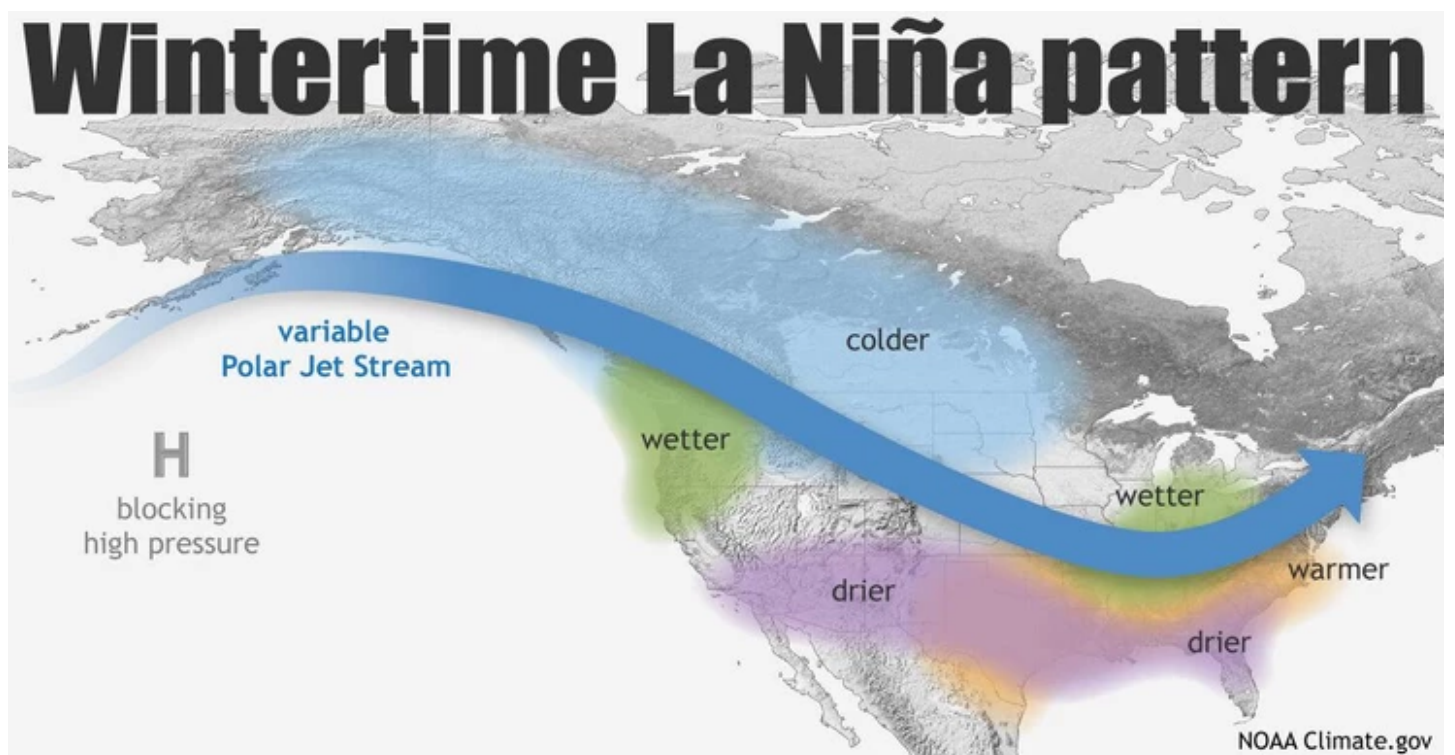 Wintertime La Niña pattern
variable
Polar Jet Stream
colder
H
blocking
high pressure
wetter
wetter
warmer
drier
drier
NOAA Climate.gov